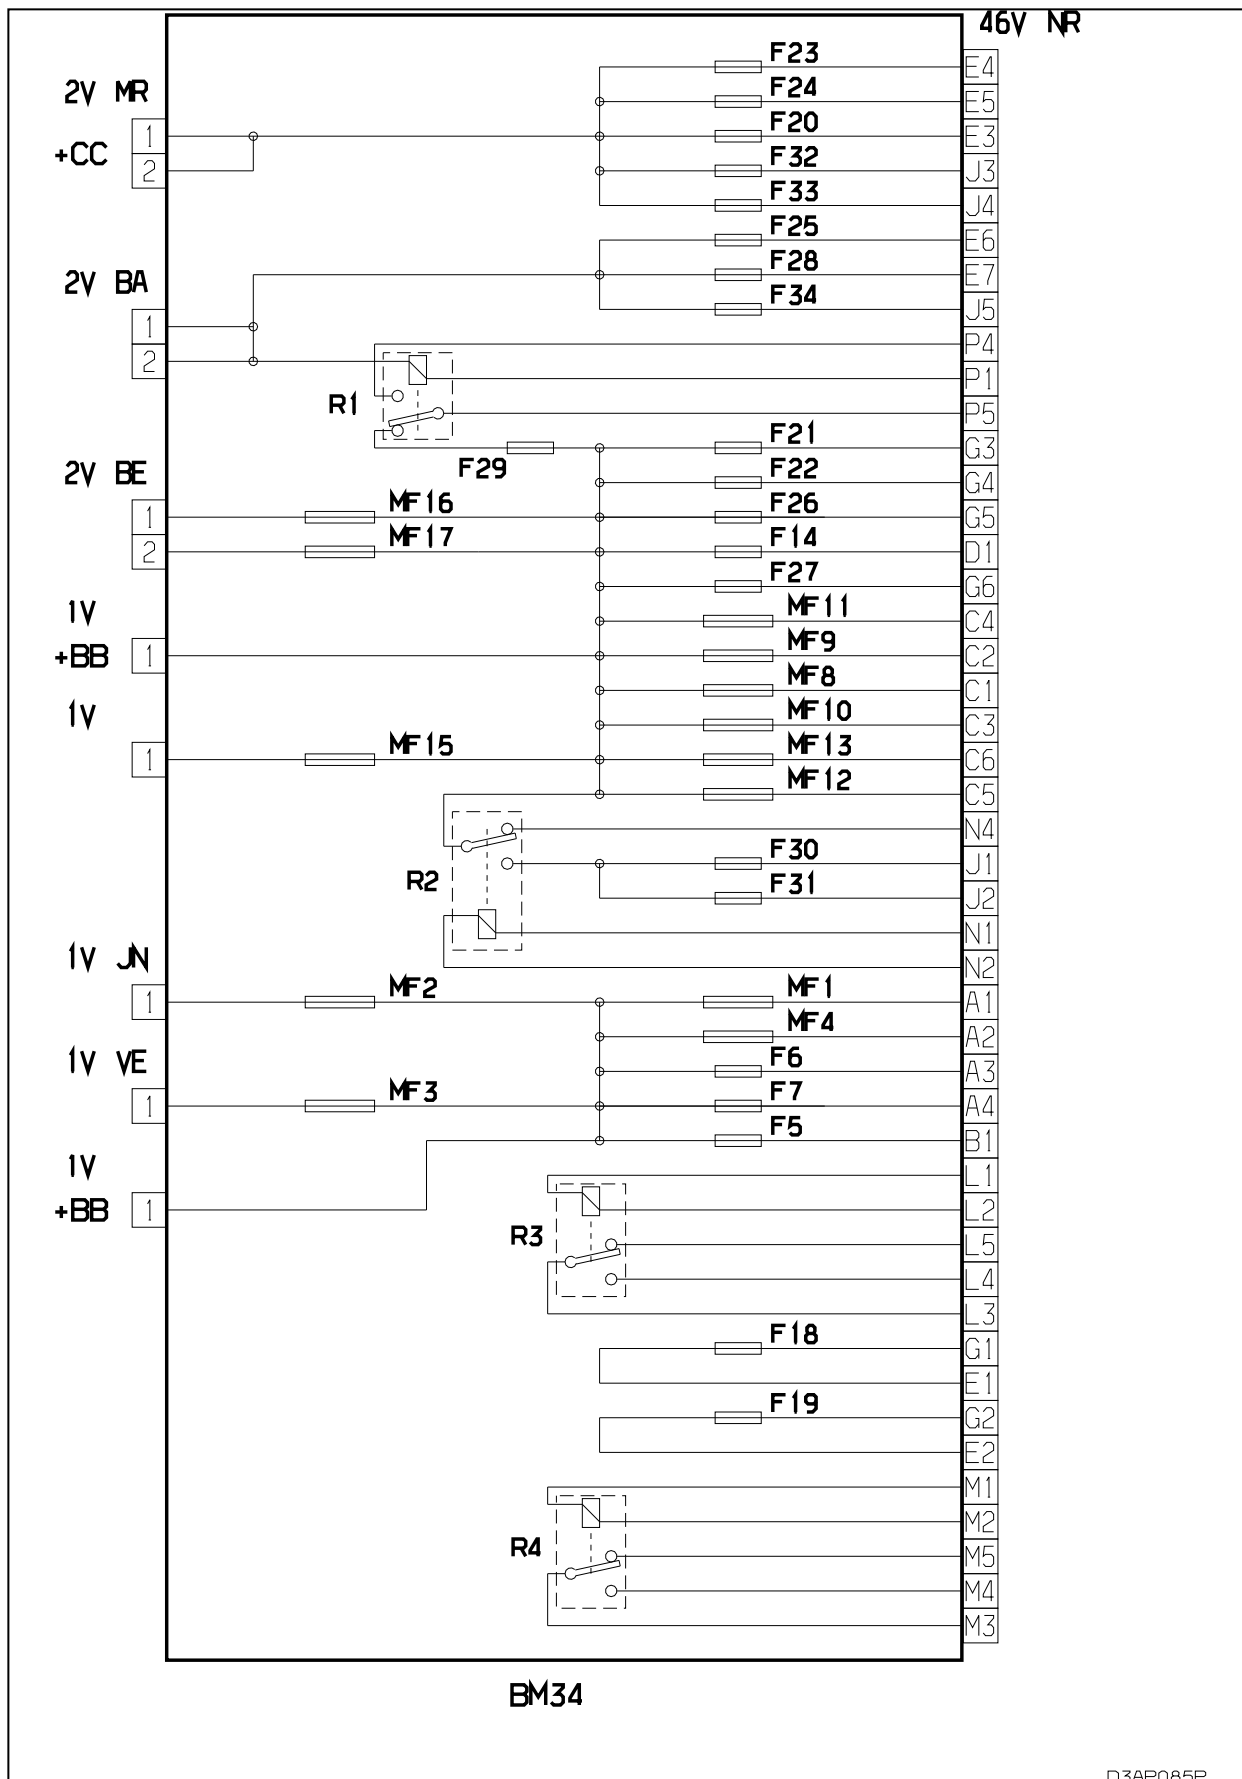 46V NR
F23
E4
2V MR
F24
E5
1
F20
E3
+CC
F32
2
J3
F33
J4
F25
E6
2V BA
F28
E7
F34
J5
1
P4
2
P1
R1
P5
F21
G3
F29
2V BE
F22
G4
MF16
F26
1
G5
MF17
F14
2
D1
F27
G6
1V
MF11
C4
+BB
1
MF9
C2
MF8
C1
1V
MF10
C3
MF15
MF13
1
C6
MF12
C5
N4
F30
J1
R2
F31
J2
N1
1V JN
N2
MF2
MF1
1
A1
MF4
A2
1V VE
F6
A3
MF3
F7
1
A4
F5
B1
1V
L1
+BB
1
L2
R3
L5
L4
L3
F18
G1
E1
F19
G2
E2
M1
M2
R4
M5
M4
M3
BM34
D3AP085P